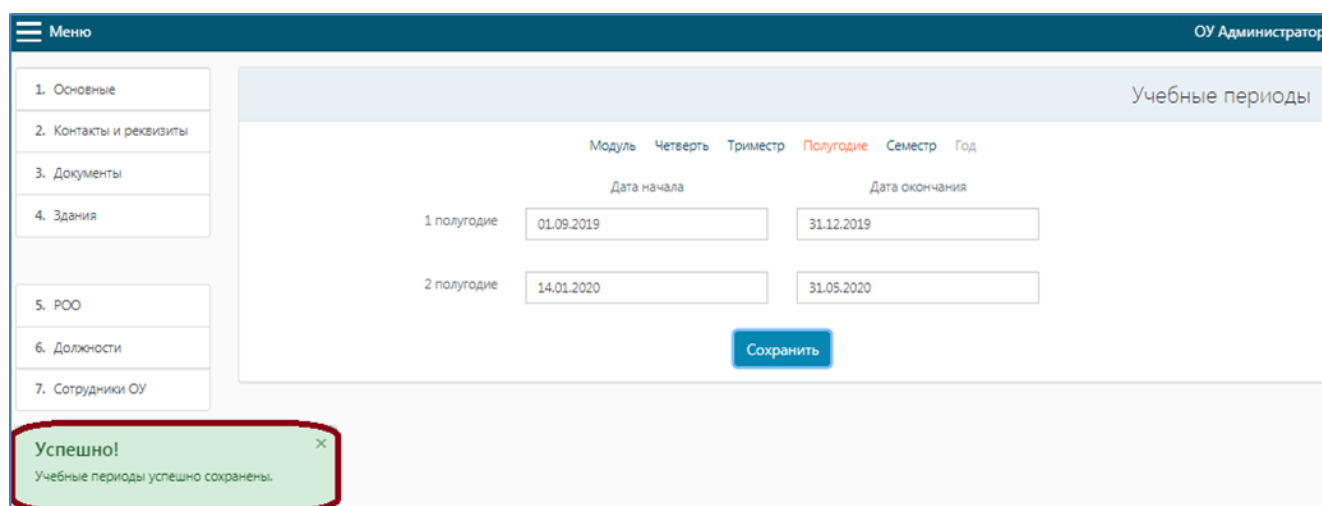 Меню
ОУ Администратор
1. Основные
2. Контакты и реквизиты
3. Документы
4. Здания
5. РОО
6. Должности
7. Сотрудники ОУ
Учебные периоды
Модуль Четверть Триместр Полугодие Семестр Год
Дата начала Дата окончания
1 полугодие 01.09.2019 31.12.2019
2 полугодие 14.01.2020 31.05.2020
Сохранить
Успешно! ×
Учебные периоды успешно сохранены.